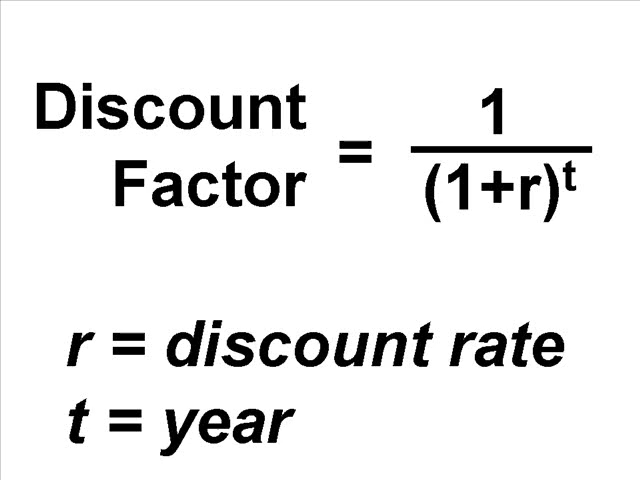 Discount
Factor = 1
(1+r)^t
r = discount rate
t = year